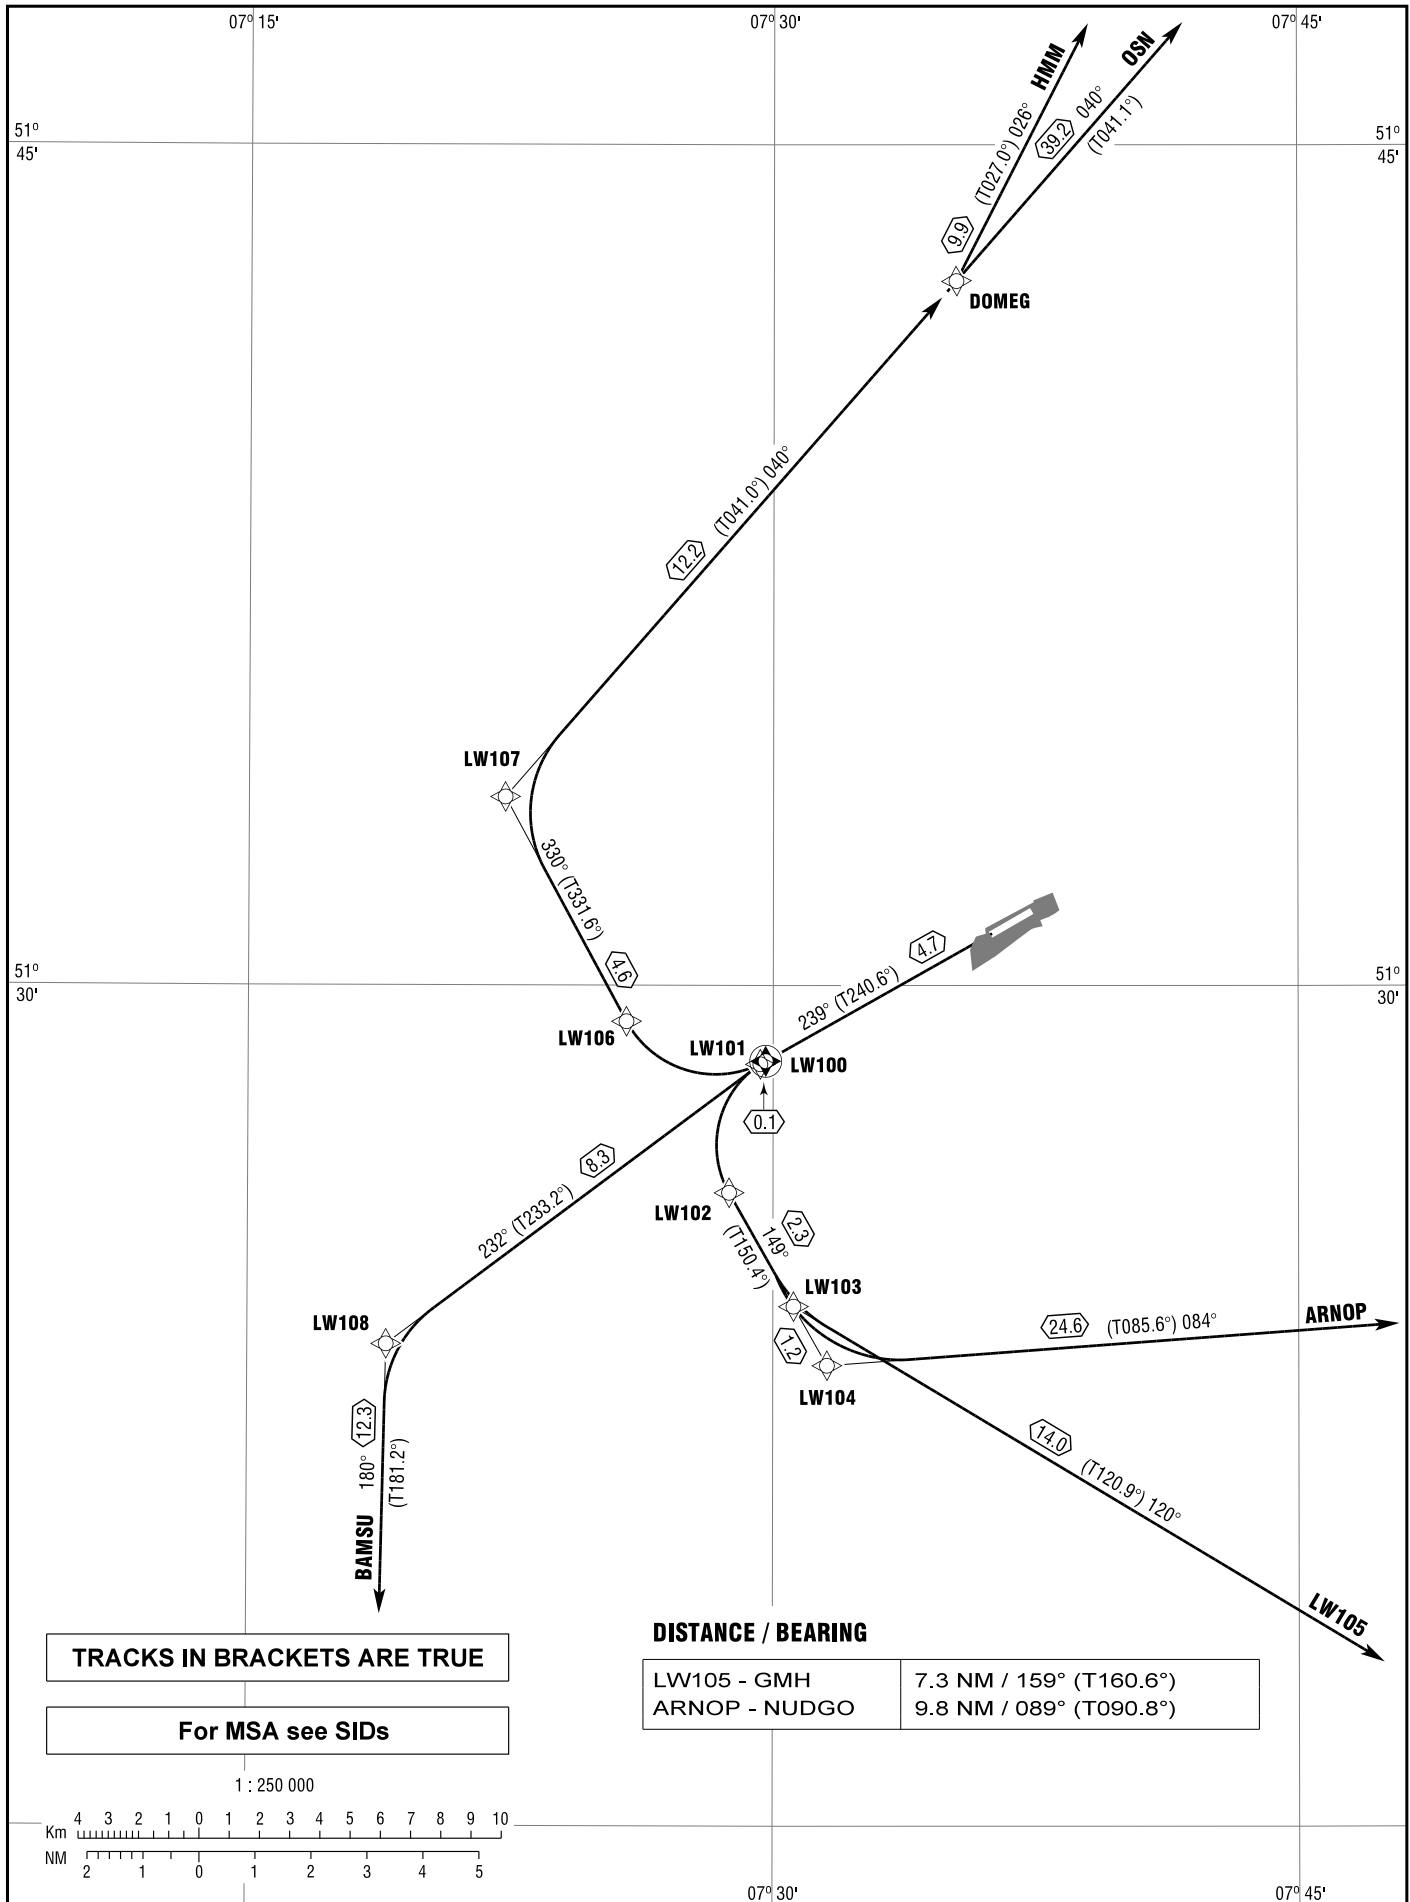 07° 15'
07° 30'
07° 45'
HMM
OSN
(T027.0°) 026°
39.2
040°
(T041.1°)
51°
45'
51°
45'
9.9
DOMEG
12.2
(T041.0°) 040°
LW107
330° (T331.6°)
4.6
4.7
239° (T240.6°)
51°
30'
51°
30'
LW106
LW101
LW100
0.1
8.3
232° (T233.2°)
LW102
2.3
149°
(T150.4°)
LW103
1.2
LW104
LW108
24.6
(T085.6°) 084°
ARNOP
12.3
180°
(T181.2°)
BAMSU
14.0
(T120.9°) 120°
LW105
TRACKS IN BRACKETS ARE TRUE
For MSA see SIDs
DISTANCE / BEARING
LW105 - GMH 7.3 NM / 159° (T160.6°)
ARNOP - NUDGO 9.8 NM / 089° (T090.8°)
1 : 250 000
4 3 2 1 0 1 2 3 4 5 6 7 8 9 10
Km
NM
2 1 0 1 2 3 4 5
07° 30'
07° 45'